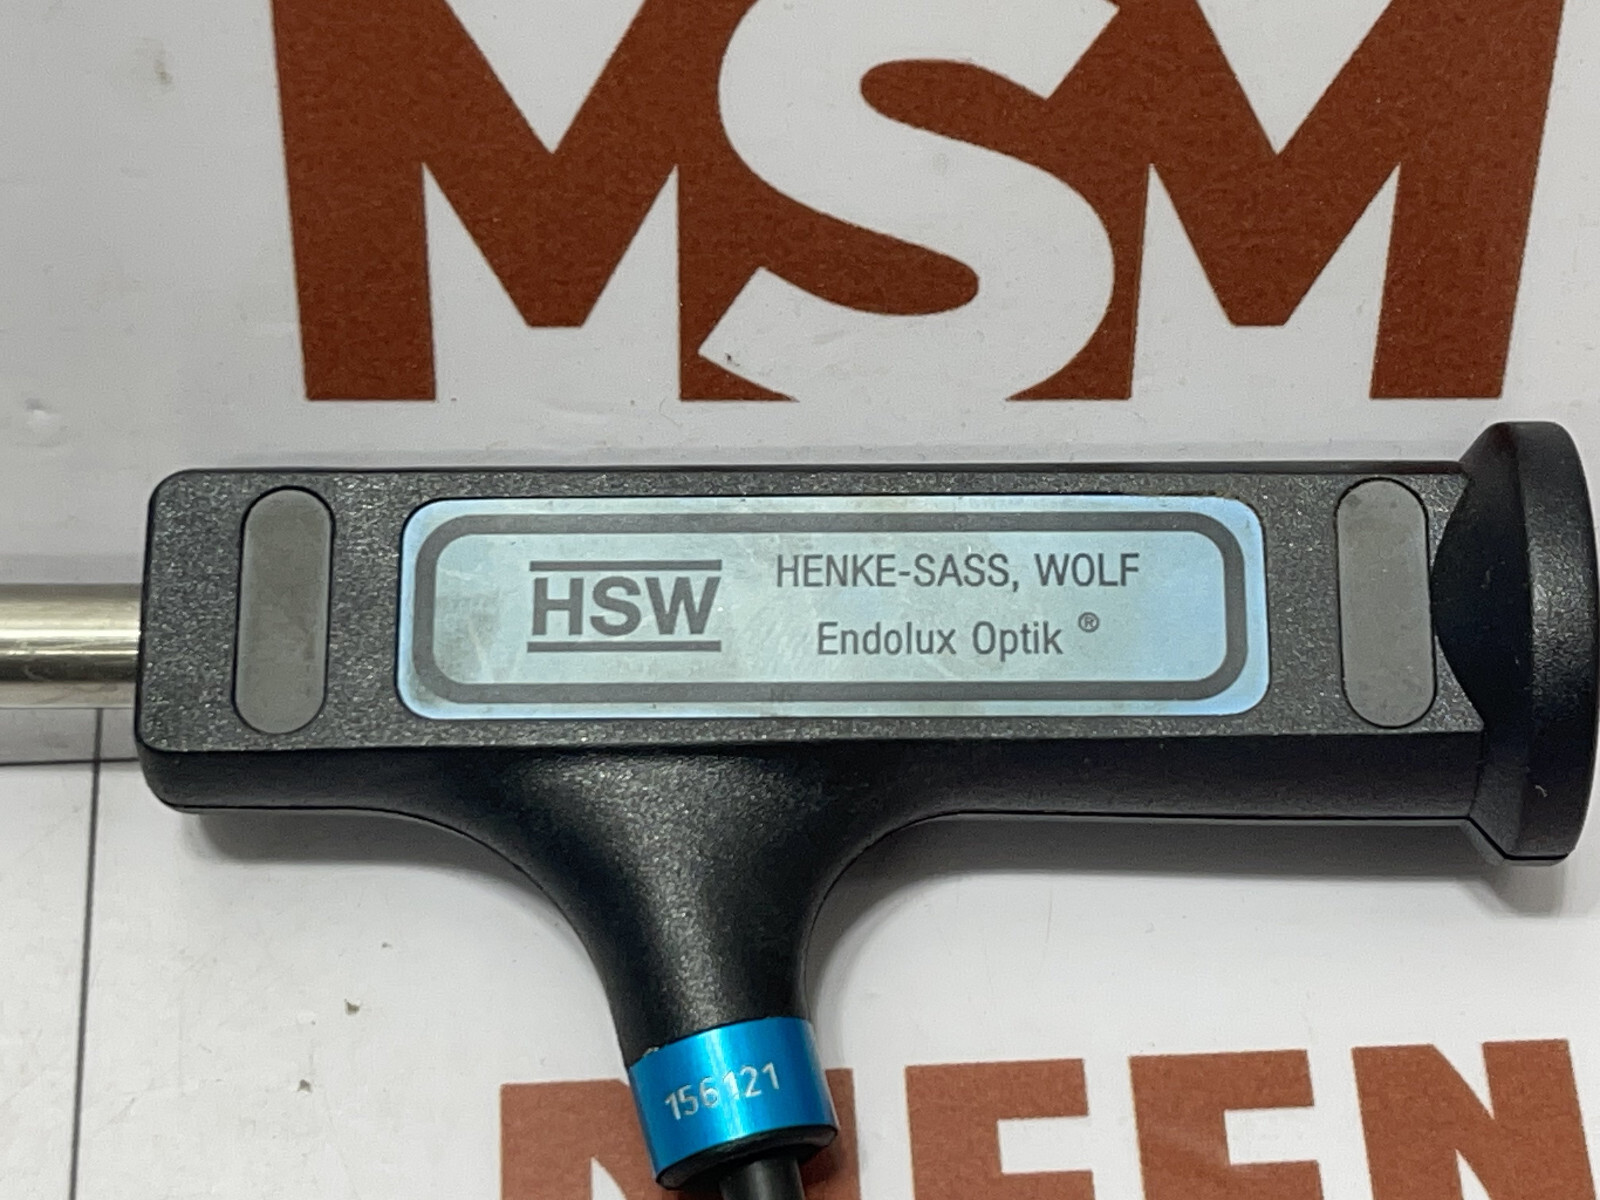 MSM
HSW
HENKE-SASS, WOLF
Endolux Optik ®
156121